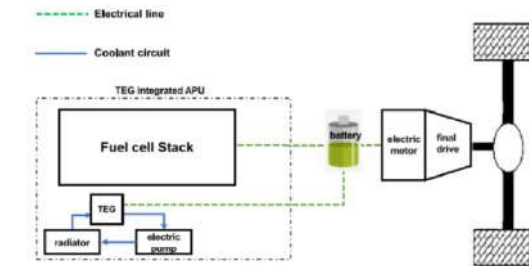 Electrical line
Coolant circuit
TEG integrated APU
Fuel cell Stack
battery
electric
motor
final
drive
TEG
radiator
electric
pump